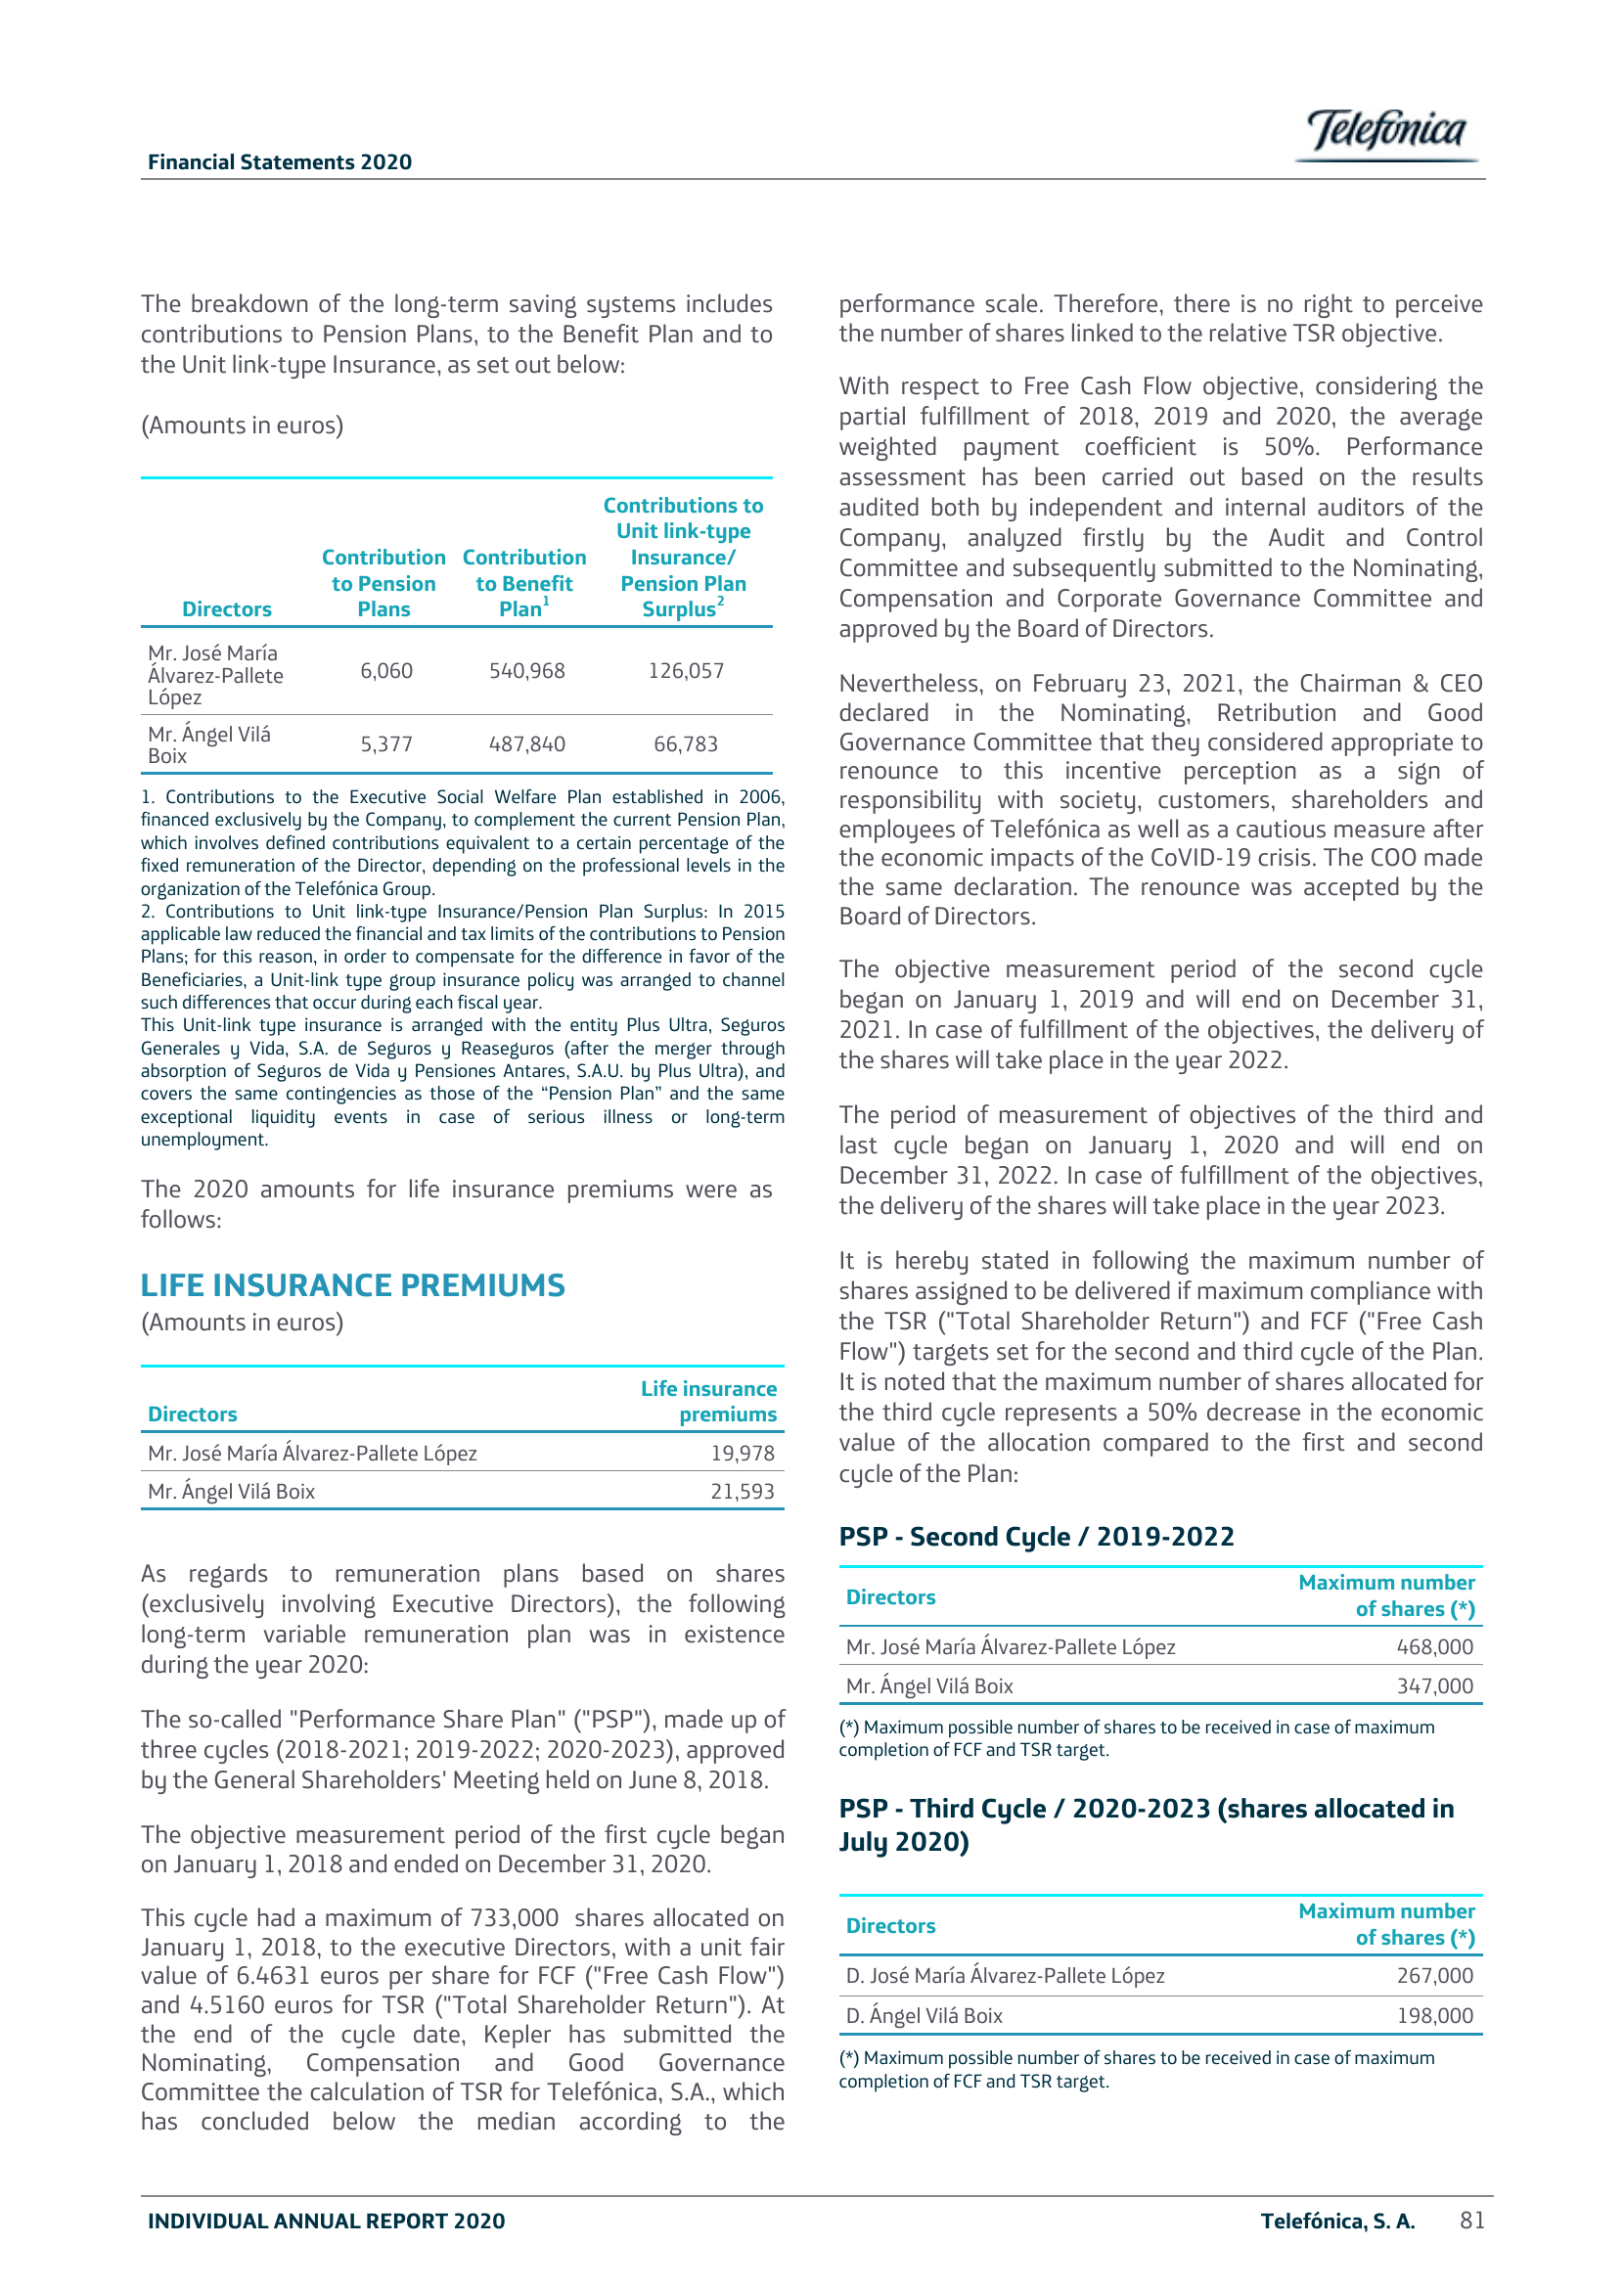 Telefónica
Financial Statements 2020
The breakdown of the long-term saving systems includes
contributions to Pension Plans, to the Benefit Plan and to
the Unit link-type Insurance, as set out below:
(Amounts in euros)
Directors Contribution to Pension Plans Contribution to Benefit Plan1 Contributions to Unit link-type Insurance/ Pension Plan Surplus2
Mr. José María Álvarez-Pallete López 6,060 540,968 126,057
Mr. Ángel Vilá Boix 5,377 487,840 66,783
1. Contributions to the Executive Social Welfare Plan established in 2006,
financed exclusively by the Company, to complement the current Pension Plan,
which involves defined contributions equivalent to a certain percentage of the
fixed remuneration of the Director, depending on the professional levels in the
organization of the Telefónica Group.
2. Contributions to Unit link-type Insurance/Pension Plan Surplus: In 2015
applicable law reduced the financial and tax limits of the contributions to Pension
Plans; for this reason, in order to compensate for the difference in favor of the
Beneficiaries, a Unit-link type group insurance policy was arranged to channel
such differences that occur during each fiscal year.
This Unit-link type insurance is arranged with the entity Plus Ultra, Seguros
Generales y Vida, S.A. de Seguros y Reaseguros (after the merger through
absorption of Seguros de Vida y Pensiones Antares, S.A.U. by Plus Ultra), and
covers the same contingencies as those of the “Pension Plan” and the same
exceptional liquidity events in case of serious illness or long-term
unemployment.
The 2020 amounts for life insurance premiums were as
follows:
LIFE INSURANCE PREMIUMS
(Amounts in euros)
Directors Life insurance premiums
Mr. José María Álvarez-Pallete López 19,978
Mr. Ángel Vilá Boix 21,593
As regards to remuneration plans based on shares
(exclusively involving Executive Directors), the following
long-term variable remuneration plan was in existence
during the year 2020:
The so-called "Performance Share Plan" ("PSP"), made up of
three cycles (2018-2021; 2019-2022; 2020-2023), approved
by the General Shareholders' Meeting held on June 8, 2018.
The objective measurement period of the first cycle began
on January 1, 2018 and ended on December 31, 2020.
This cycle had a maximum of 733,000 shares allocated on
January 1, 2018, to the executive Directors, with a unit fair
value of 6.4631 euros per share for FCF ("Free Cash Flow")
and 4.5160 euros for TSR ("Total Shareholder Return"). At
the end of the cycle date, Kepler has submitted the
Nominating, Compensation and Good Governance
Committee the calculation of TSR for Telefónica, S.A., which
has concluded below the median according to the
performance scale. Therefore, there is no right to perceive
the number of shares linked to the relative TSR objective.
With respect to Free Cash Flow objective, considering the
partial fulfillment of 2018, 2019 and 2020, the average
weighted payment coefficient is 50%. Performance
assessment has been carried out based on the results
audited both by independent and internal auditors of the
Company, analyzed firstly by the Audit and Control
Committee and subsequently submitted to the Nominating,
Compensation and Corporate Governance Committee and
approved by the Board of Directors.
Nevertheless, on February 23, 2021, the Chairman & CEO
declared in the Nominating, Retribution and Good
Governance Committee that they considered appropriate to
renounce to this incentive perception as a sign of
responsibility with society, customers, shareholders and
employees of Telefónica as well as a cautious measure after
the economic impacts of the CoVID-19 crisis. The COO made
the same declaration. The renounce was accepted by the
Board of Directors.
The objective measurement period of the second cycle
began on January 1, 2019 and will end on December 31,
2021. In case of fulfillment of the objectives, the delivery of
the shares will take place in the year 2022.
The period of measurement of objectives of the third and
last cycle began on January 1, 2020 and will end on
December 31, 2022. In case of fulfillment of the objectives,
the delivery of the shares will take place in the year 2023.
It is hereby stated in following the maximum number of
shares assigned to be delivered if maximum compliance with
the TSR ("Total Shareholder Return") and FCF ("Free Cash
Flow") targets set for the second and third cycle of the Plan.
It is noted that the maximum number of shares allocated for
the third cycle represents a 50% decrease in the economic
value of the allocation compared to the first and second
cycle of the Plan:
PSP - Second Cycle / 2019-2022
Directors Maximum number of shares (*)
Mr. José María Álvarez-Pallete López 468,000
Mr. Ángel Vilá Boix 347,000
(*) Maximum possible number of shares to be received in case of maximum
completion of FCF and TSR target.
PSP - Third Cycle / 2020-2023 (shares allocated in
July 2020)
Directors Maximum number of shares (*)
D. José María Álvarez-Pallete López 267,000
D. Ángel Vilá Boix 198,000
(*) Maximum possible number of shares to be received in case of maximum
completion of FCF and TSR target.
INDIVIDUAL ANNUAL REPORT 2020 Telefónica, S. A. 81